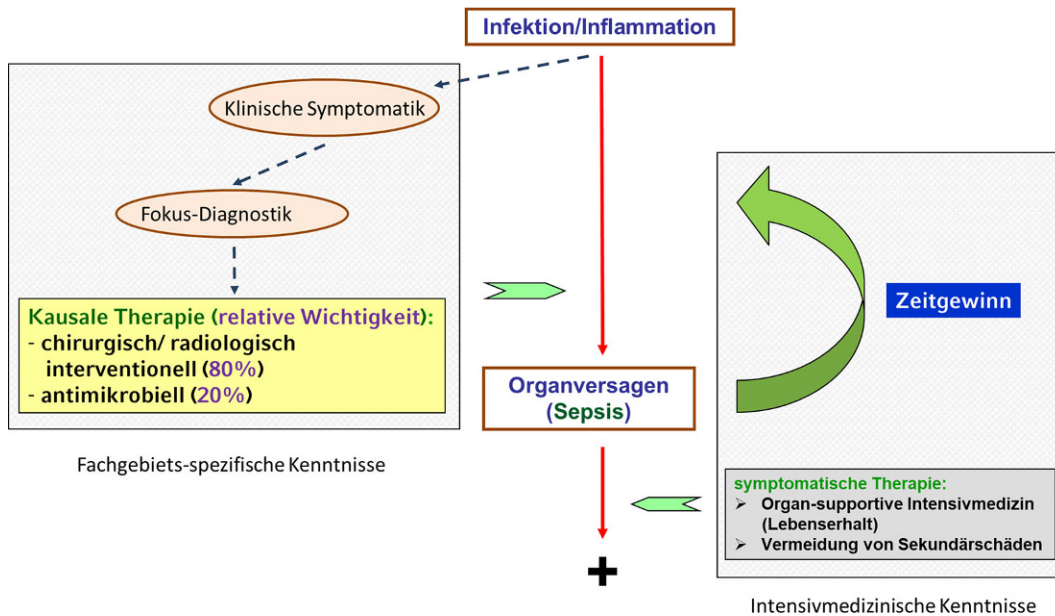 Infektion/Inflammation
Klinische Symptomatik
Fokus-Diagnostik
Kausale Therapie (relative Wichtigkeit):
- chirurgisch/ radiologisch
interventionell (80%)
- antimikrobiell (20%)
Fachgebiets-spezifische Kenntnisse
Organversagen
(Sepsis)
Zeitgewinn
symptomatische Therapie:
➢ Organ-supportive Intensivmedizin
(Lebenserhalt)
➢ Vermeidung von Sekundärschäden
Intensivmedizinische Kenntnisse